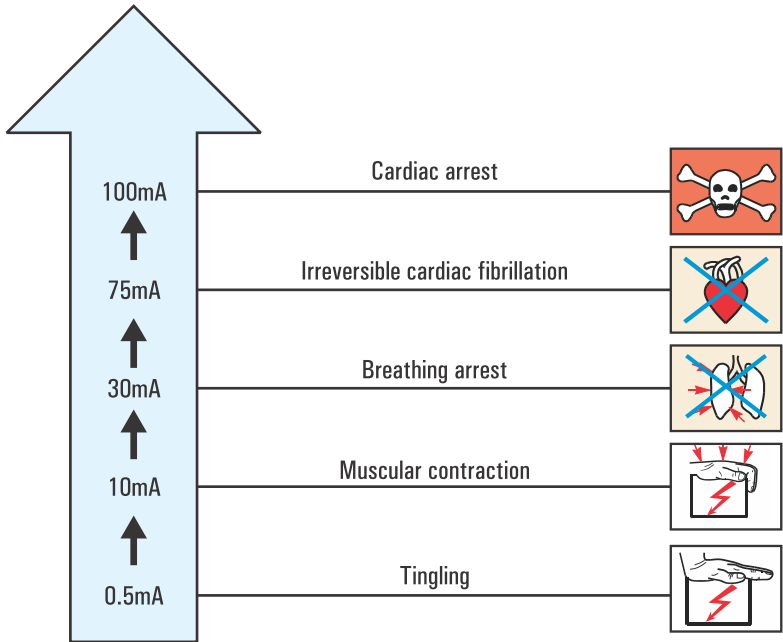 100mA Cardiac arrest
75mA Irreversible cardiac fibrillation
30mA Breathing arrest
10mA Muscular contraction
0.5mA Tingling